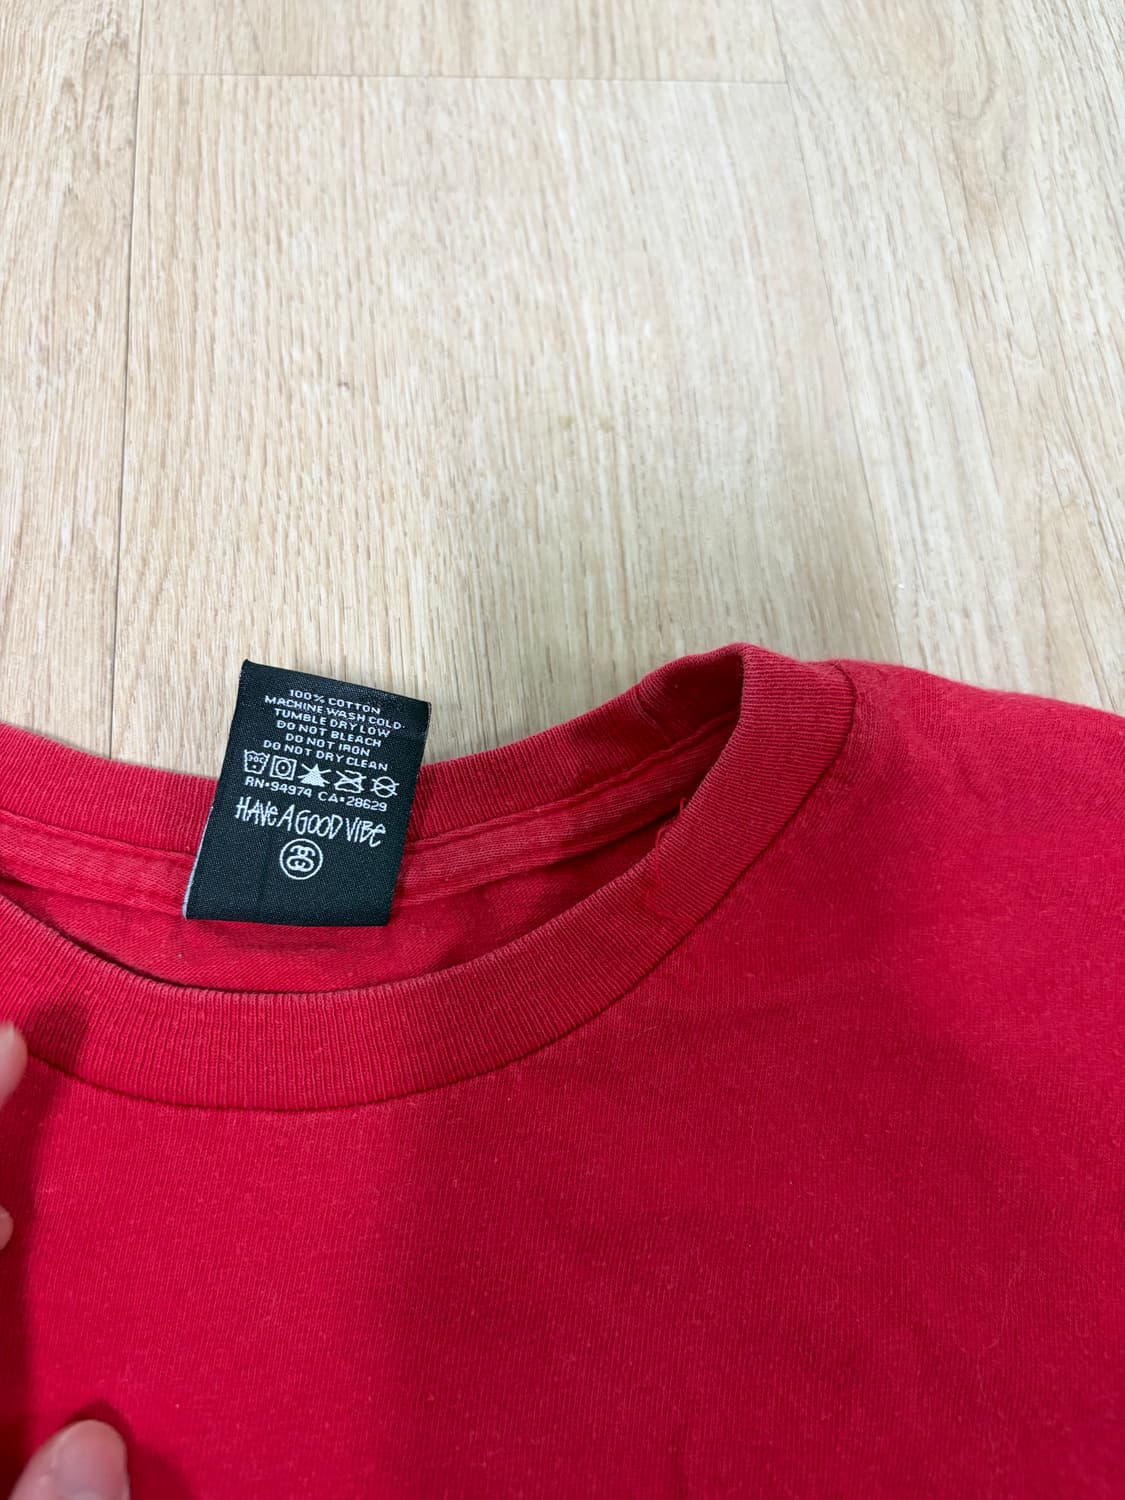 100% COTTON
MACHINE WASH COLD
TUMBLE DRY LOW
DO NOT BLEACH
DO NOT IRON
DO NOT DRY CLEAN
30C
RN#94974 CA#28629
HAVE A GOOD VIBE